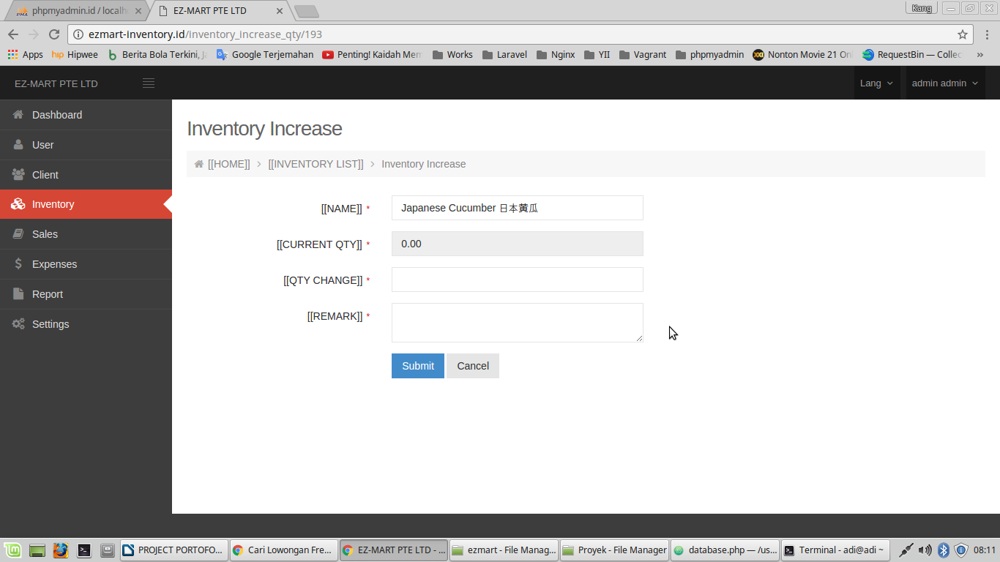 phpmyadmin.id / localh
EZ-MART PTE LTD
Kang
ezmart-inventory.id/inventory_increase_qty/193
Apps
Hipwee
Berita Bola Terkini, J
Google Terjemahan
Penting! Kaidah Mem
Works
Laravel
Nginx
YII
Vagrant
phpmyadmin
Nonton Movie 21 On
RequestBin — Collec
»
EZ-MART PTE LTD
Lang
admin admin
Dashboard
User
Client
Inventory
Sales
Expenses
Report
Settings
Inventory Increase
[[HOME]] > [[INVENTORY LIST]] > Inventory Increase
[[NAME]] *
Japanese Cucumber 日本黄瓜
[[CURRENT QTY]] *
0.00
[[QTY CHANGE]] *
[[REMARK]] *
Submit
Cancel
PROJECT PORTOFO...
Cari Lowongan Fre...
EZ-MART PTE LTD - ...
ezmart - File Manag...
Proyek - File Manager
database.php — /us...
Terminal - adi@adi ~
08:11